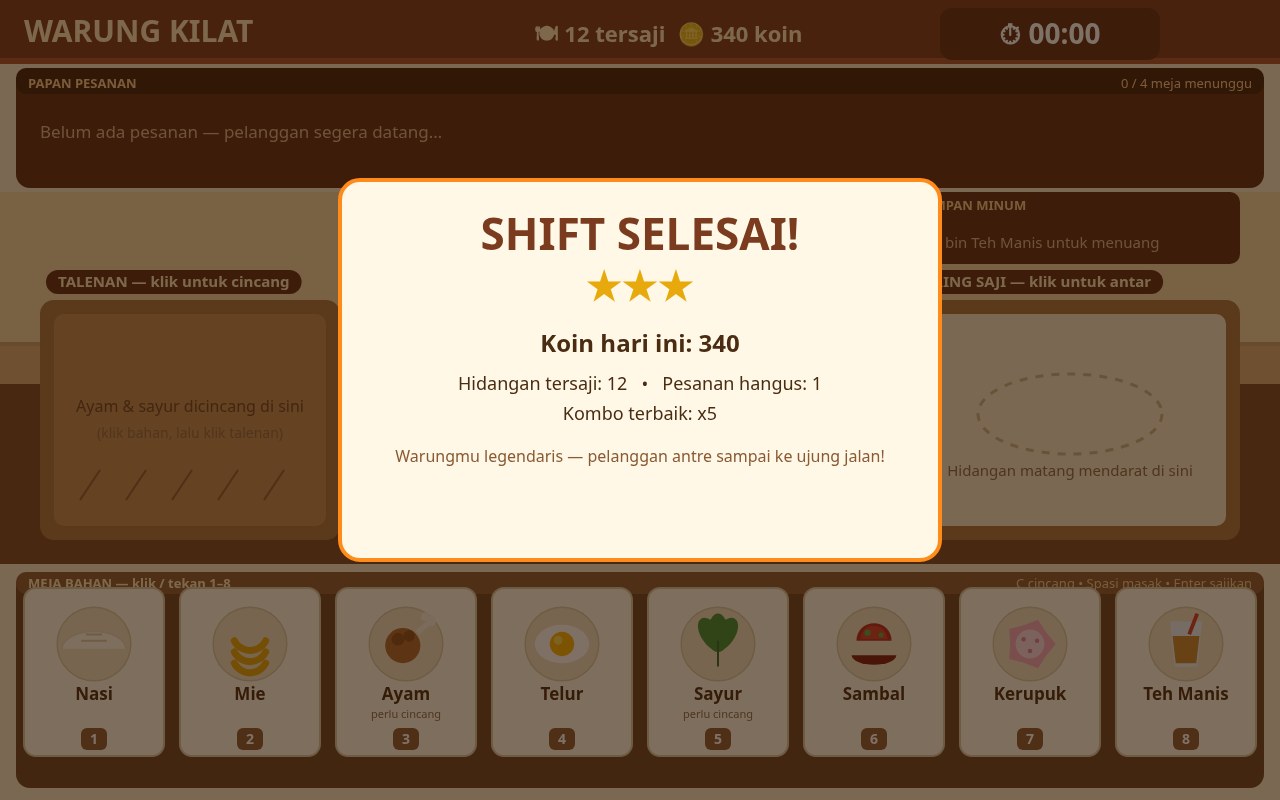 WARUNG KILAT
🍽 12 tersaji 🪙 340 koin
⏱ 00:00
PAPAN PESANAN
0 / 4 meja menunggu
Belum ada pesanan — pelanggan segera datang…
MPAN MINUM
bin Teh Manis untuk menuang
TALENAN — klik untuk cincang
ING SAJI — klik untuk antar
SHIFT SELESAI!
★★★
Koin hari ini: 340
Hidangan tersaji: 12 • Pesanan hangus: 1
Kombo terbaik: x5
Warungmu legendaris — pelanggan antre sampai ke ujung jalan!
Ayam & sayur dicincang di sini
(klik bahan, lalu klik talenan)
Hidangan matang mendarat di sini
MEJA BAHAN — klik / tekan 1–8
C cincang • Spasi masak • Enter sajikan
Nasi
1
Mie
2
Ayam
perlu cincang
3
Telur
4
Sayur
perlu cincang
5
Sambal
6
Kerupuk
7
Teh Manis
8